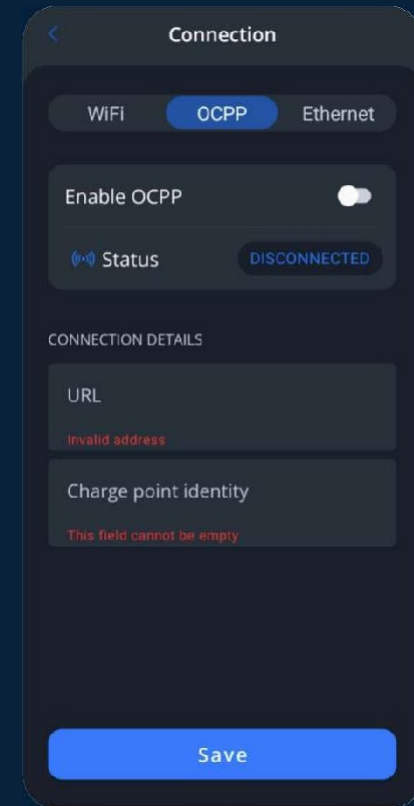 Connection
WiFi OCPP Ethernet
Enable OCPP
Status DISCONNECTED
CONNECTION DETAILS
URL
Invalid address
Charge point identity
This field cannot be empty
Save